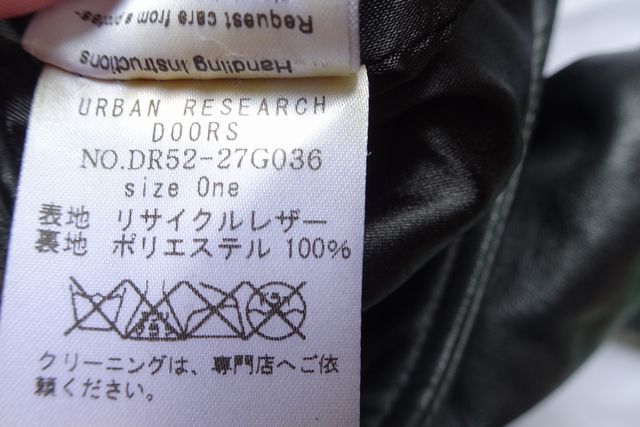 Request care from a
Handling Instructions
URBAN RESEARCH
DOORS
NO.DR52-27G036
size One
表地 リサイクルレザー
裏地 ポリエステル 100%
クリーニングは、専門店へご依
頼ください。